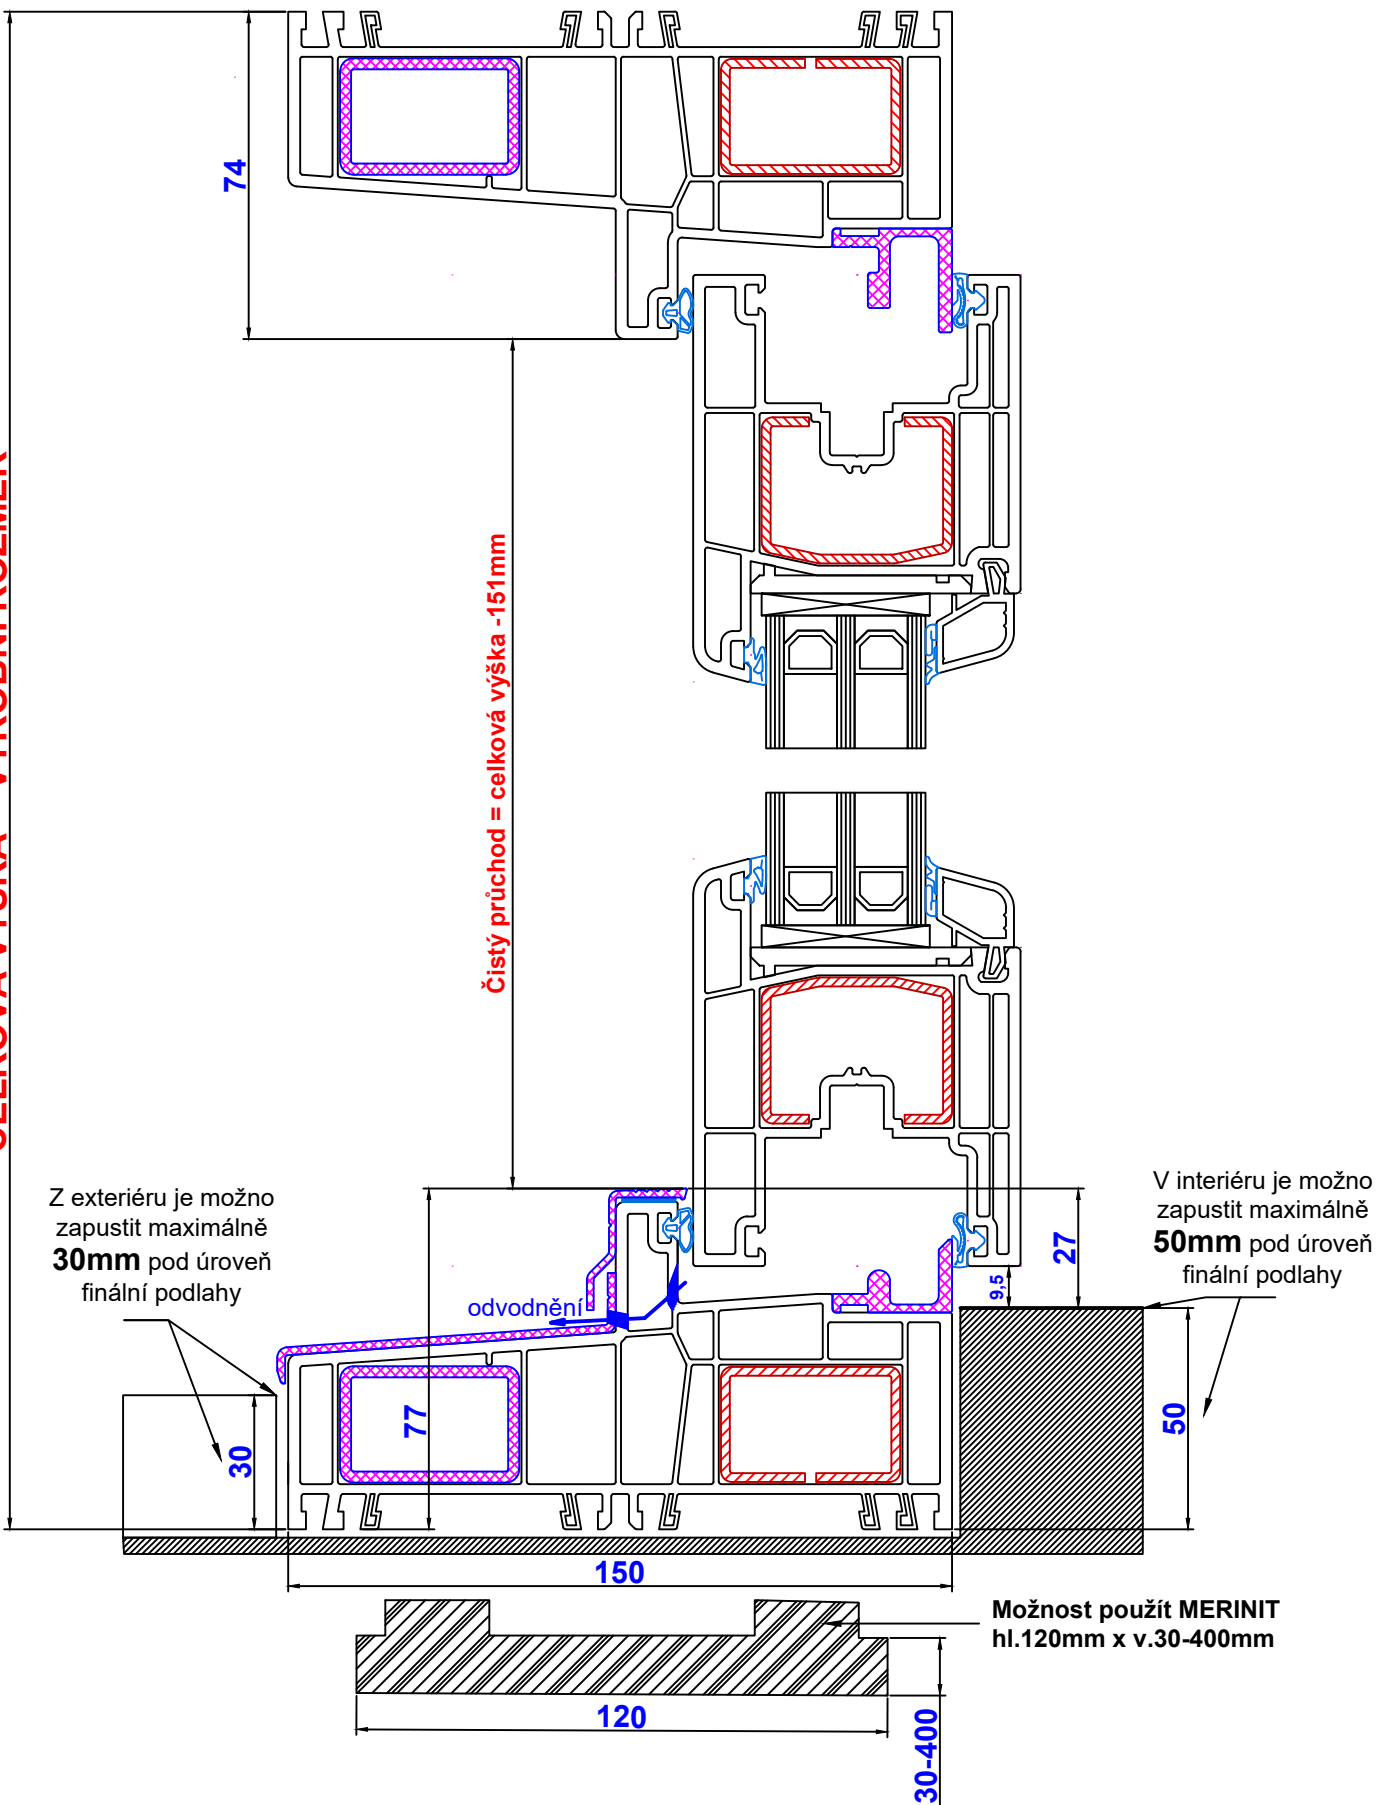 74
CELKOVÁ VÝŠKA - VÝROBNÍ ROZMĚR
Čistý průchod = celková výška -151mm
Z exteriéru je možno
zapustit maximálně
30mm pod úroveň
finální podlahy
V interiéru je možno
zapustit maximálně
50mm pod úroveň
finální podlahy
27
9,5
odvodnění
77
30
50
150
Možnost použít MERINIT
hl.120mm x v.30-400mm
120
30-400